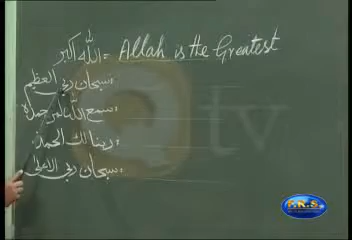 الله اكبر = Allah is the Greatest
سبحان ربي العظيم
سمع الله لمن حمده
ربنا لك الحمد
سبحان ربي الاعلى
tv